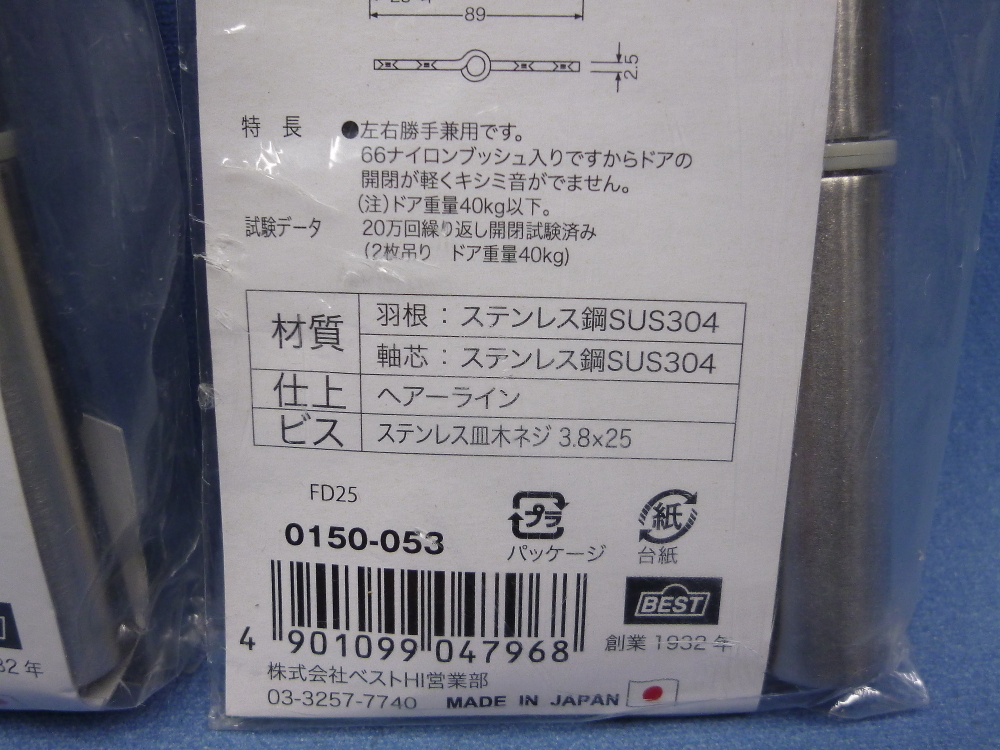 89
2.5
特 長 ●左右勝手兼用です。
66ナイロンブッシュ入りですからドアの
開閉が軽くキシミ音がでません。
(注)ドア重量40kg以下。
試験データ 20万回繰り返し開閉試験済み
(2枚吊り ドア重量40kg)
材質 羽根:ステンレス鋼SUS304
軸芯:ステンレス鋼SUS304
仕上 ヘアーライン
ビス ステンレス皿木ネジ 3.8×25
FD25
0150-053
プラ
パッケージ
紙
台紙
4 901099 047968
BEST
創業 1932 年
株式会社ベストHI営業部
03-3257-7740 MADE IN JAPAN
32 年